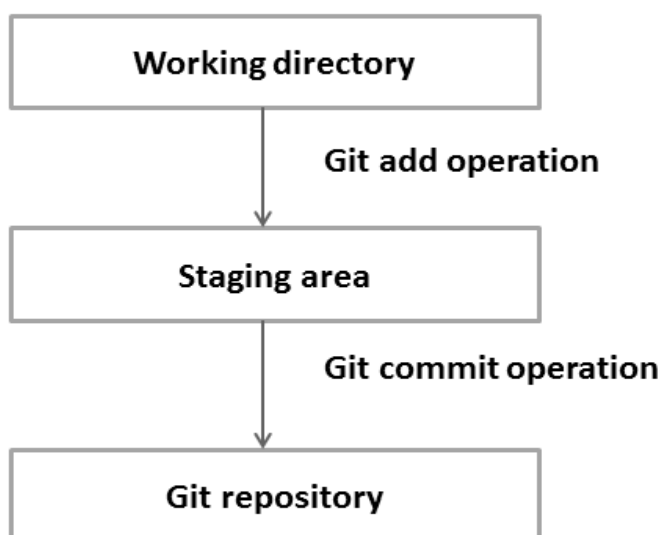 Working directory
Git add operation
Staging area
Git commit operation
Git repository